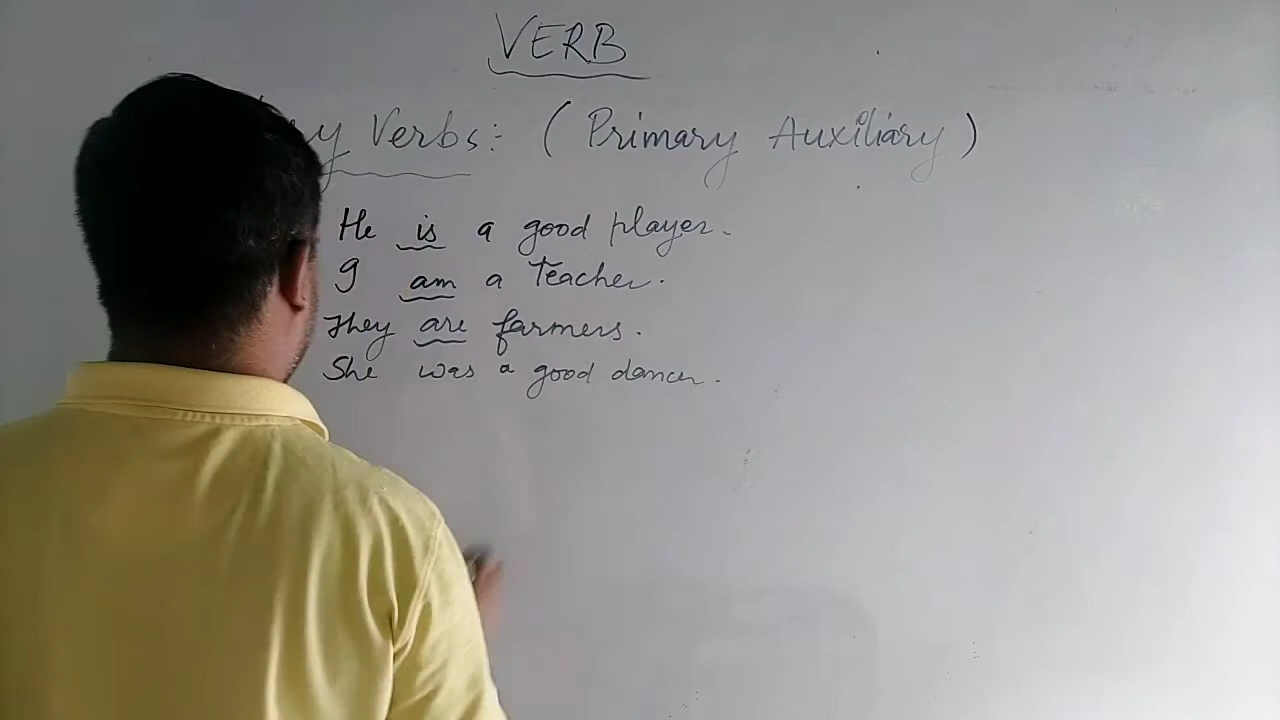 VERB
Verbs: (Primary Auxiliary)
He is a good player.
I am a teacher.
They are farmers.
She was a good dancer.